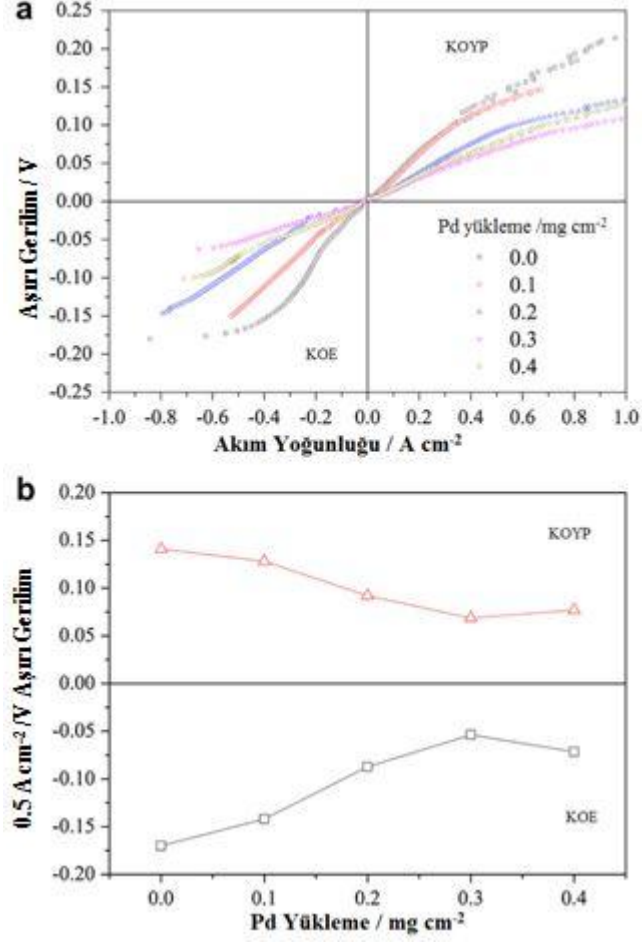 a
0.25
0.20
0.15
0.10
0.05
0.00
-0.05
-0.10
-0.15
-0.20
-0.25
Aşırı Gerilim / V
KOYP
KOE
Pd yükleme /mg cm-2
0.0
0.1
0.2
0.3
0.4
-1.0 -0.8 -0.6 -0.4 -0.2 0.0 0.2 0.4 0.6 0.8 1.0
Akım Yoğunluğu / A cm-2
b
0.20
0.15
0.10
0.05
0.00
-0.05
-0.10
-0.15
-0.20
0.5 A cm-2 /V Aşırı Gerilim
KOYP
KOE
0.0 0.1 0.2 0.3 0.4
Pd Yükleme / mg cm-2